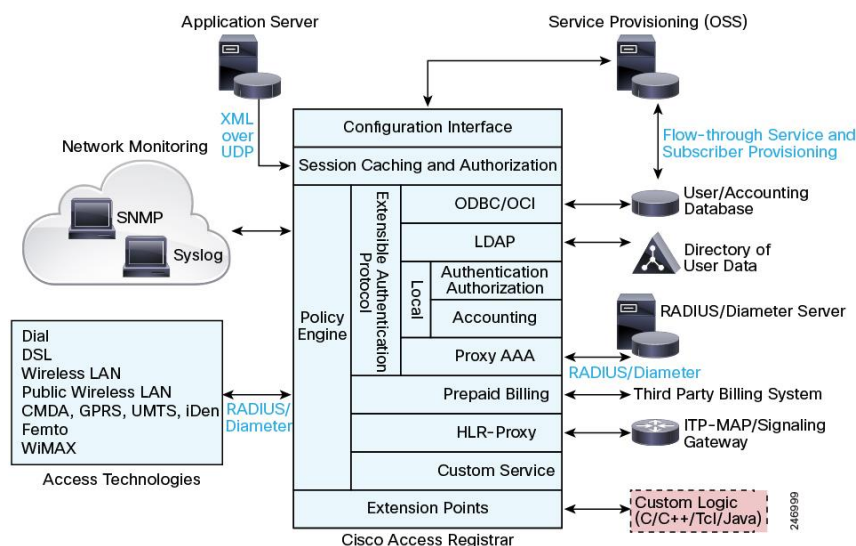 Application Server
Service Provisioning (OSS)
XML
over
UDP
Configuration Interface
Flow-through Service and
Subscriber Provisioning
Network Monitoring
Session Caching and Authorization
SNMP
Syslog
Policy
Engine
Extensible Authentication
Protocol
ODBC/OCI
User/Accounting
Database
LDAP
Directory of
User Data
Local
Authentication
Authorization
Accounting
RADIUS/Diameter Server
Proxy AAA
RADIUS/Diameter
Dial
DSL
Wireless LAN
Public Wireless LAN
CMDA, GPRS, UMTS, iDen
Femto
WiMAX
RADIUS/
Diameter
Access Technologies
Prepaid Billing
Third Party Billing System
HLR-Proxy
ITP-MAP/Signaling
Gateway
Custom Service
Extension Points
Custom Logic
(C/C++/Tcl/Java)
246999
Cisco Access Registrar